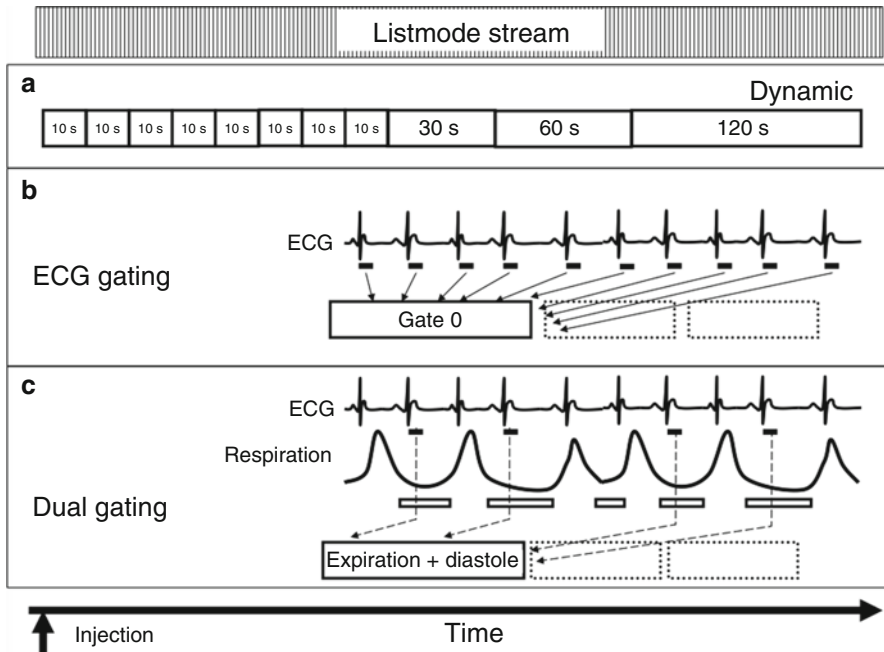 Listmode stream
a
Dynamic
10 s 10 s 10 s 10 s 10 s 10 s 10 s 10 s 30 s 60 s 120 s
b
ECG
ECG gating
Gate 0
c
ECG
Respiration
Dual gating
Expiration + diastole
Injection
Time